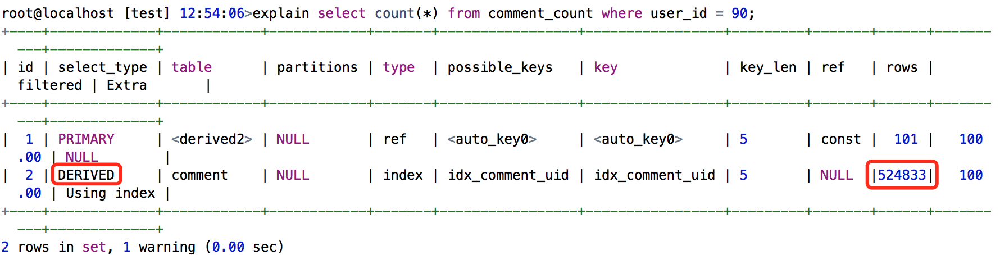 root@localhost [test] 12:54:06>explain select count(*) from comment_count where user_id = 90;
+----+-------------+------------+------------+-------+-----------------+-----------------+---------+-------+------+-------
---+-------------+
| id | select_type | table | partitions | type | possible_keys | key | key_len | ref | rows |
filtered | Extra |
+----+-------------+------------+------------+-------+-----------------+-----------------+---------+-------+------+-------
---+-------------+
| 1 | PRIMARY | <derived2> | NULL | ref | <auto_key0> | <auto_key0> | 5 | const | 101 | 100
.00 | NULL |
| 2 | DERIVED | comment | NULL | index | idx_comment_uid | idx_comment_uid | 5 | NULL |524833| 100
.00 | Using index |
+----+-------------+------------+------------+-------+-----------------+-----------------+---------+-------+------+-------
---+-------------+
2 rows in set, 1 warning (0.00 sec)